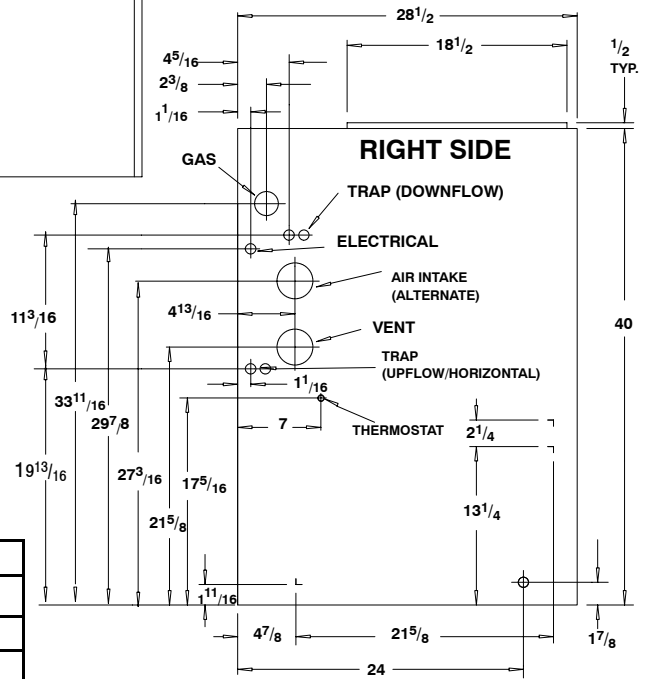 28 1/2
18 1/2
1/2
TYP.
4 5/16
2 3/8
1 1/16
RIGHT SIDE
GAS
TRAP (DOWNFLOW)
ELECTRICAL
AIR INTAKE
(ALTERNATE)
11 3/16
4 13/16
40
VENT
TRAP
(UPFLOW/HORIZONTAL)
1 1/16
33 11/16
7
THERMOSTAT
29 7/8
2 1/4
19 13/16
27 3/16
17 5/16
13 1/4
21 5/8
1 11/16
4 7/8
21 5/8
1 7/8
24